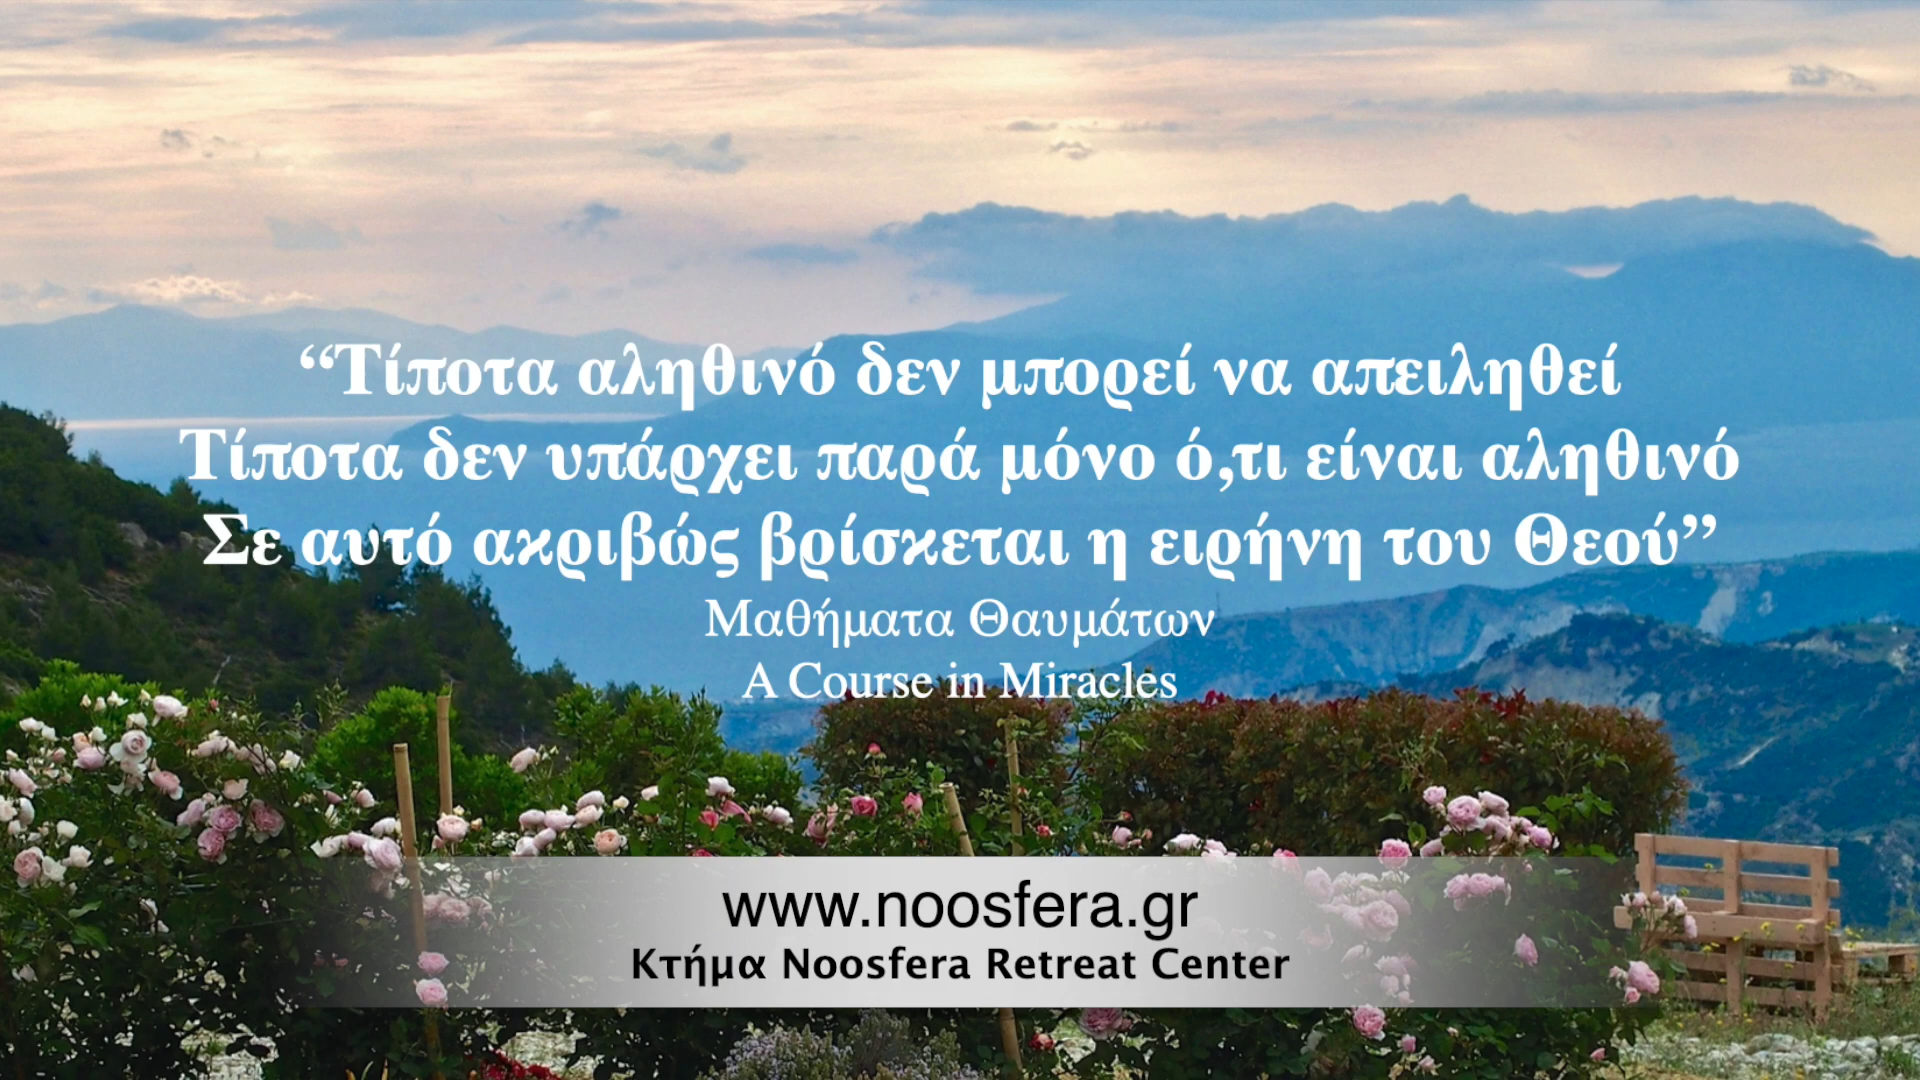 “Τίποτα αληθινό δεν μπορεί να απειληθεί
Τίποτα δεν υπάρχει παρά μόνο ό,τι είναι αληθινό
Σε αυτό ακριβώς βρίσκεται η ειρήνη του Θεού”
Μαθήματα Θαυμάτων
A Course in Miracles
www.noosfera.gr
Κτήμα Noosfera Retreat Center